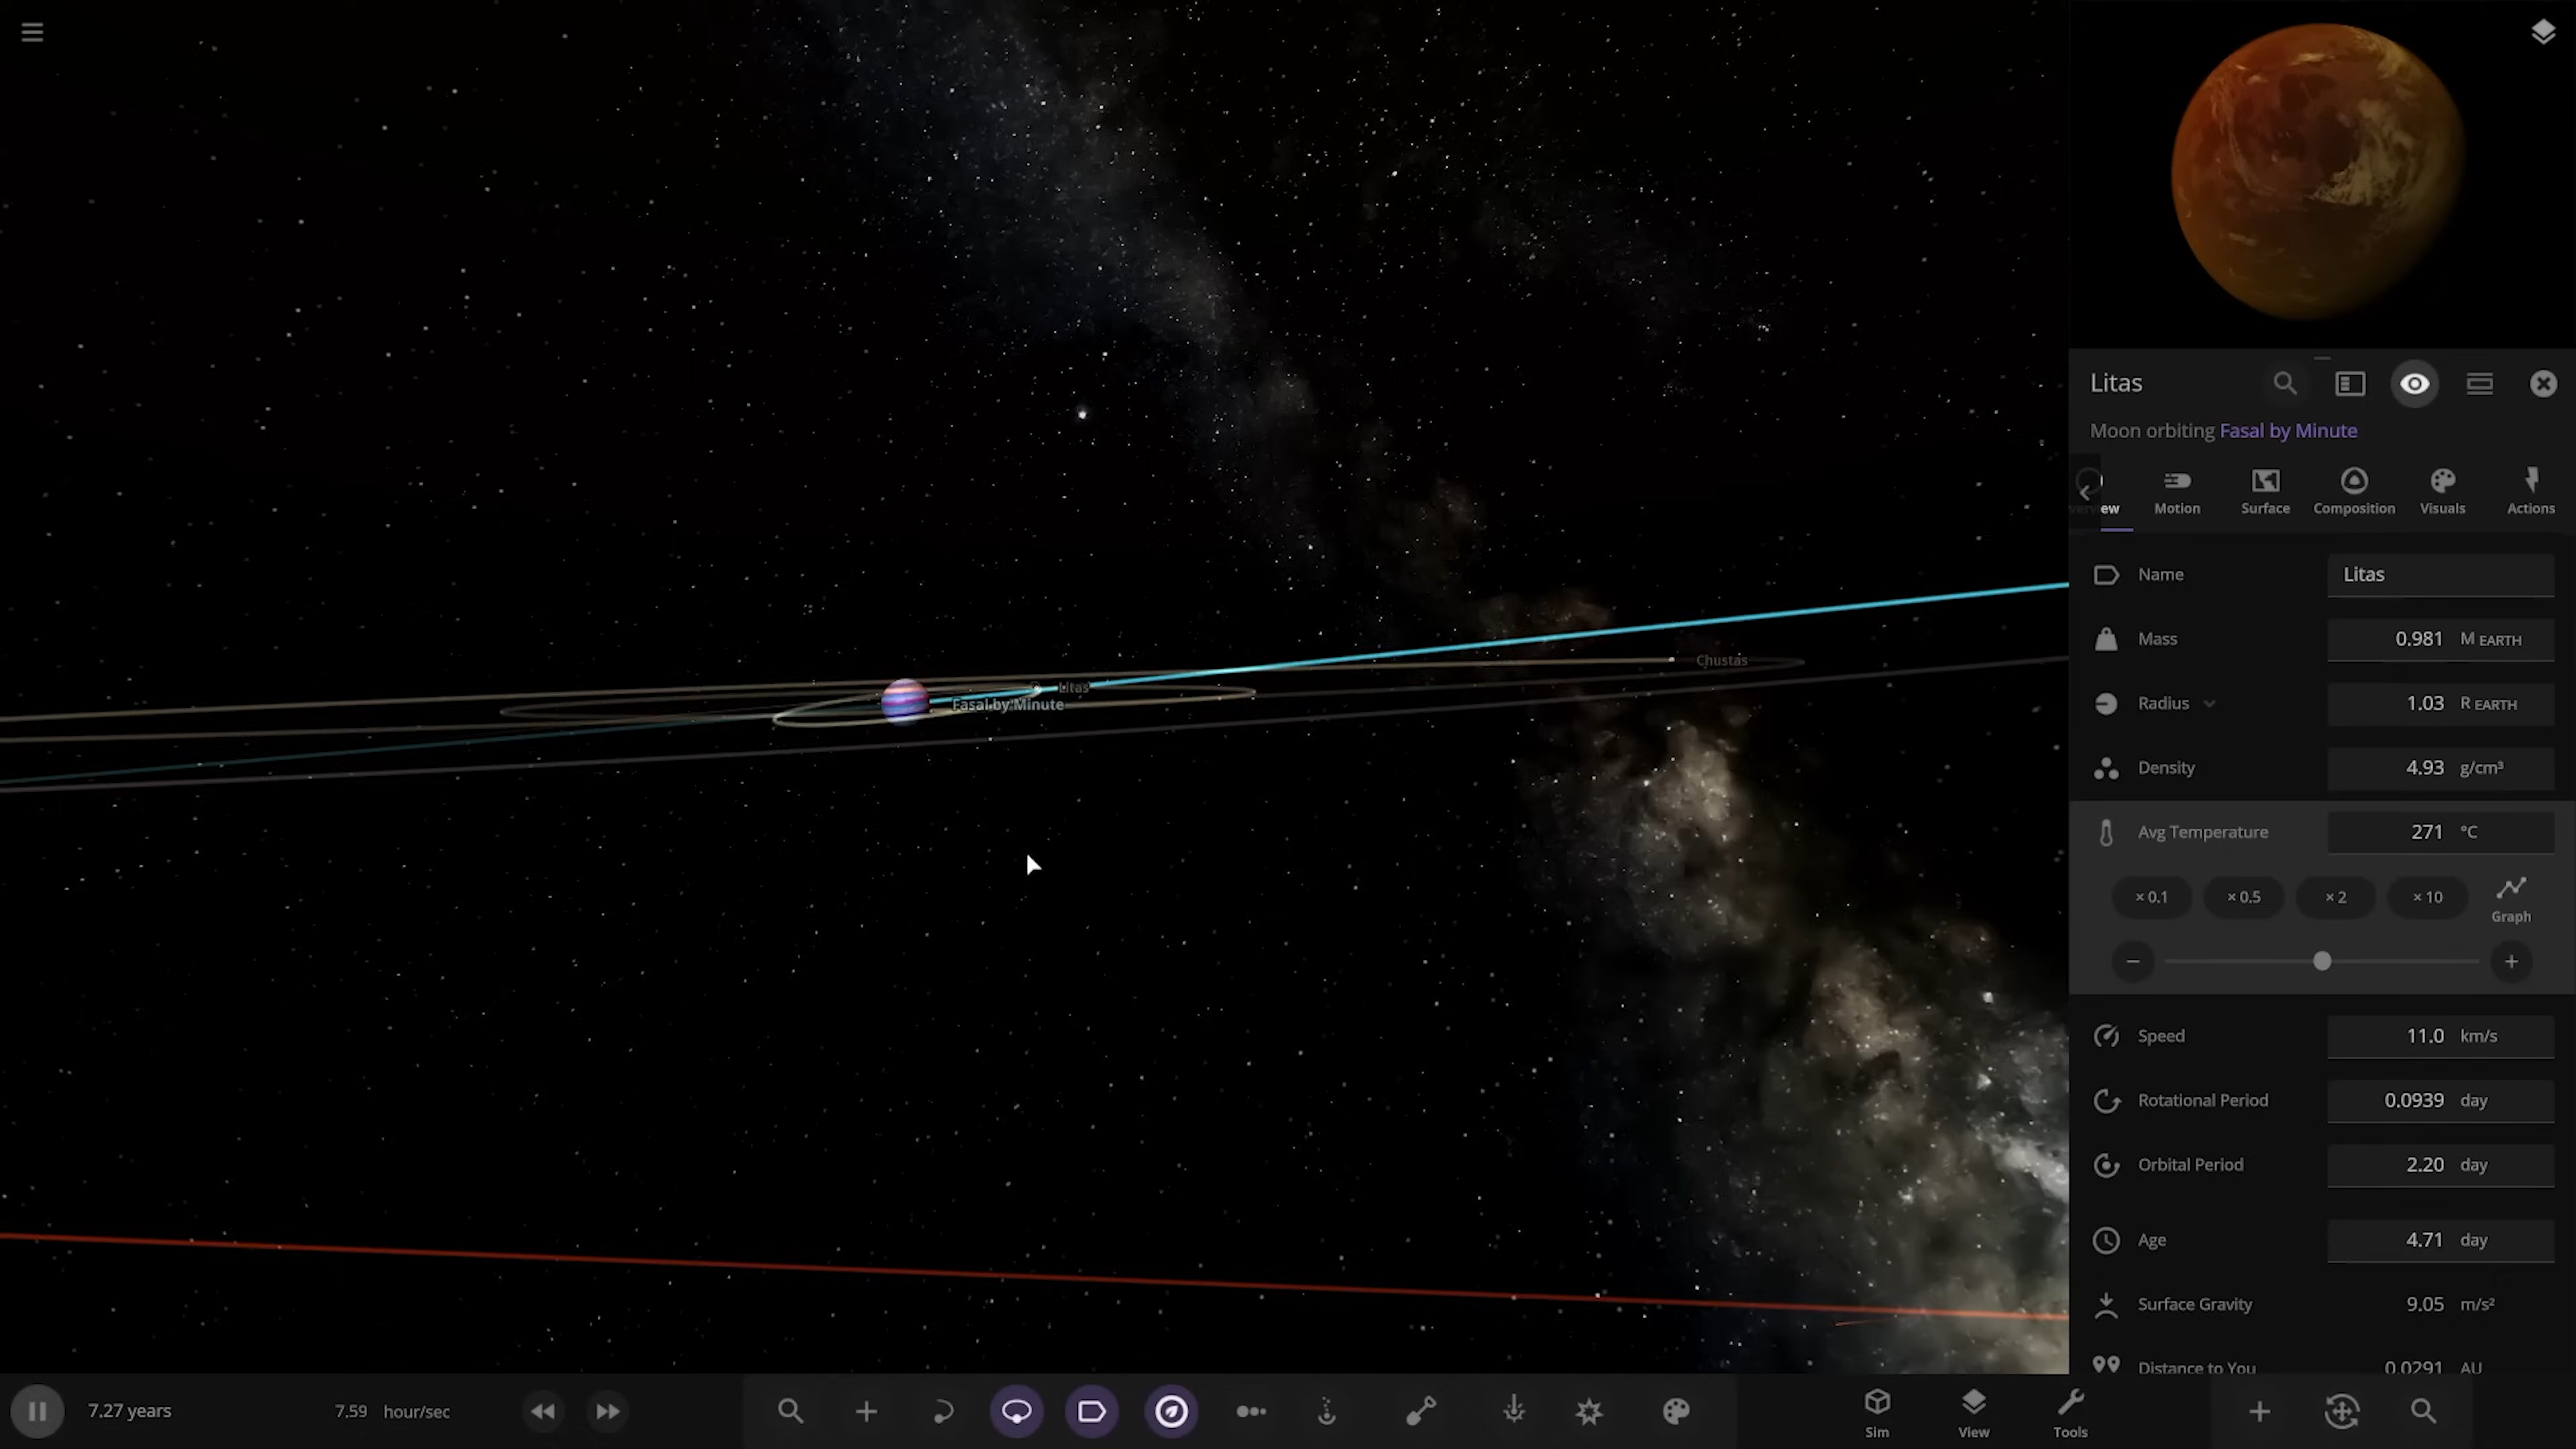 Litas
Moon orbiting Fasal by Minute
ew
Motion
Surface
Composition
Visuals
Actions
Name
Litas
Mass
0.981 M EARTH
Radius
1.03 R EARTH
Density
4.93 g/cm³
Avg Temperature
271 °C
× 0.1
× 0.5
× 2
× 10
Graph
Speed
11.0 km/s
Rotational Period
0.0939 day
Orbital Period
2.20 day
Age
4.71 day
Surface Gravity
9.05 m/s²
Distance to You
0.0291 AU
Chustas
Litas
Fasal by Minute
7.27 years
7.59 hour/sec
Sim
View
Tools